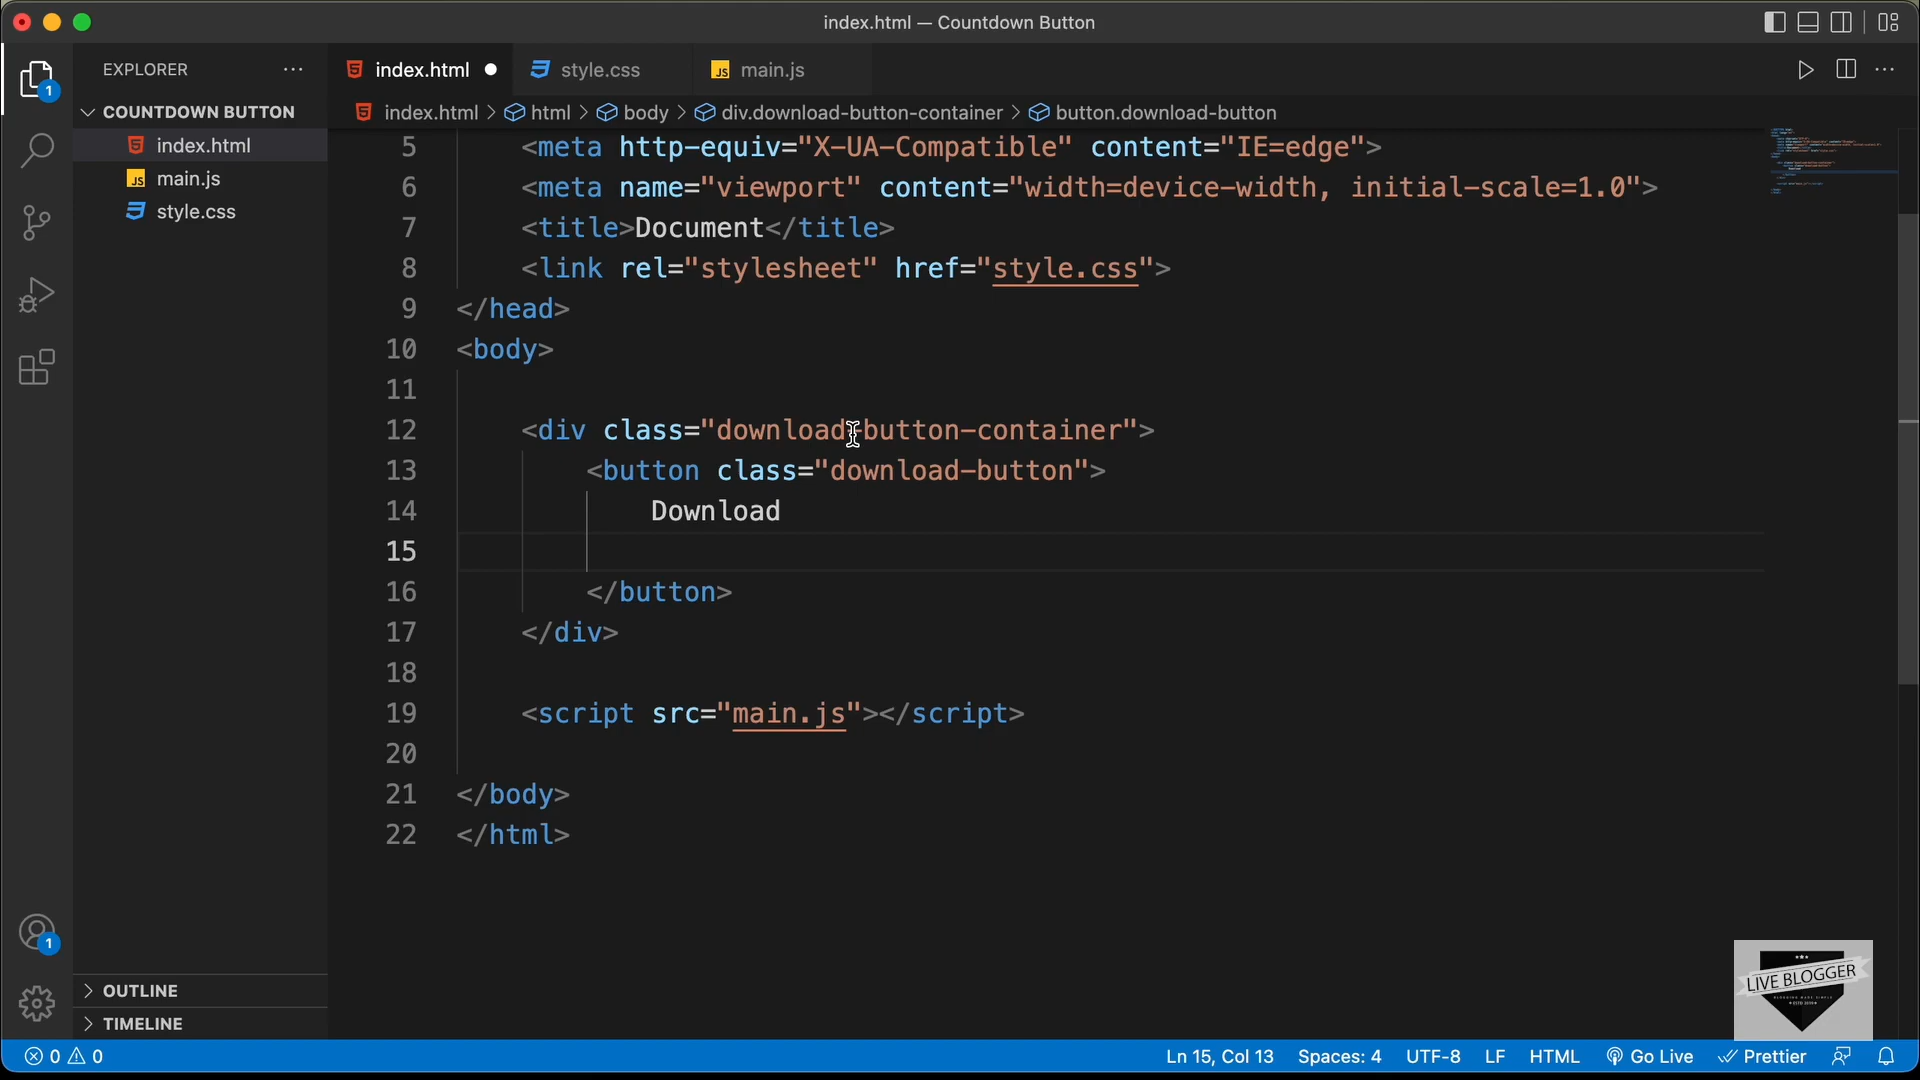 index.html — Countdown Button
EXPLORER
index.html
style.css
JS main.js
1
COUNTDOWN BUTTON
index.html > html > body > div.download-button-container > button.download-button
index.html
JS main.js
style.css
5 <meta http-equiv="X-UA-Compatible" content="IE=edge">
6 <meta name="viewport" content="width=device-width, initial-scale=1.0">
7 <title>Document</title>
8 <link rel="stylesheet" href="style.css">
9 </head>
10 <body>
11
12 <div class="download-button-container">
13 <button class="download-button">
14 Download
15
16 </button>
17 </div>
18
19 <script src="main.js"></script>
20
21 </body>
22 </html>
1
OUTLINE
TIMELINE
LIVE BLOGGER
0 0
Ln 15, Col 13 Spaces: 4 UTF-8 LF HTML Go Live Prettier